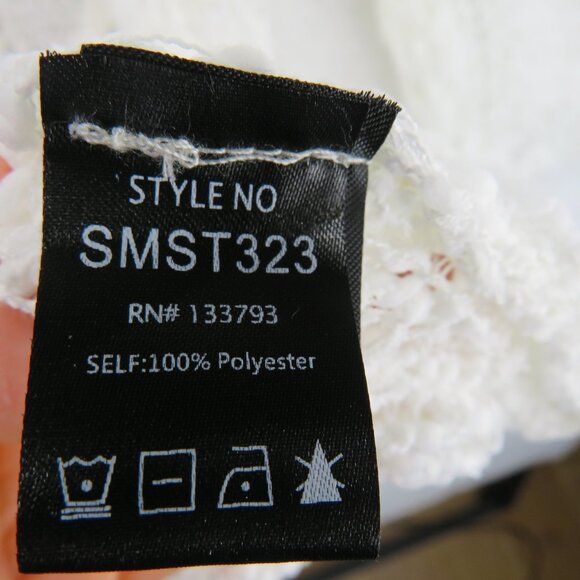 STYLE NO
SMST323
RN# 133793
SELF:100% Polyester